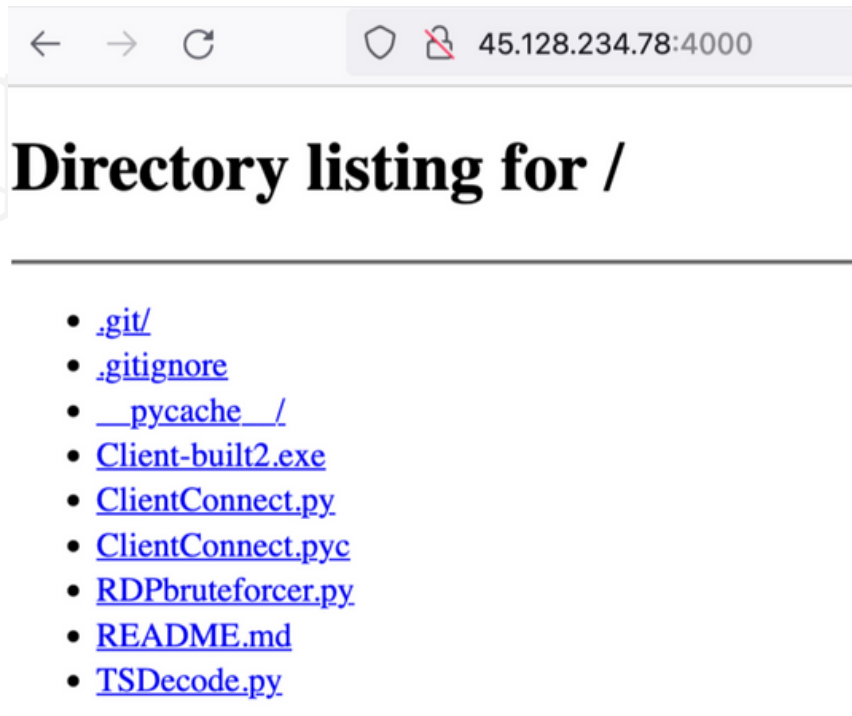 45.128.234.78:4000
Directory listing for /
.git/
.gitignore
__pycache__/
Client-built2.exe
ClientConnect.py
ClientConnect.pyc
RDPbruteforcer.py
README.md
TSDecode.py